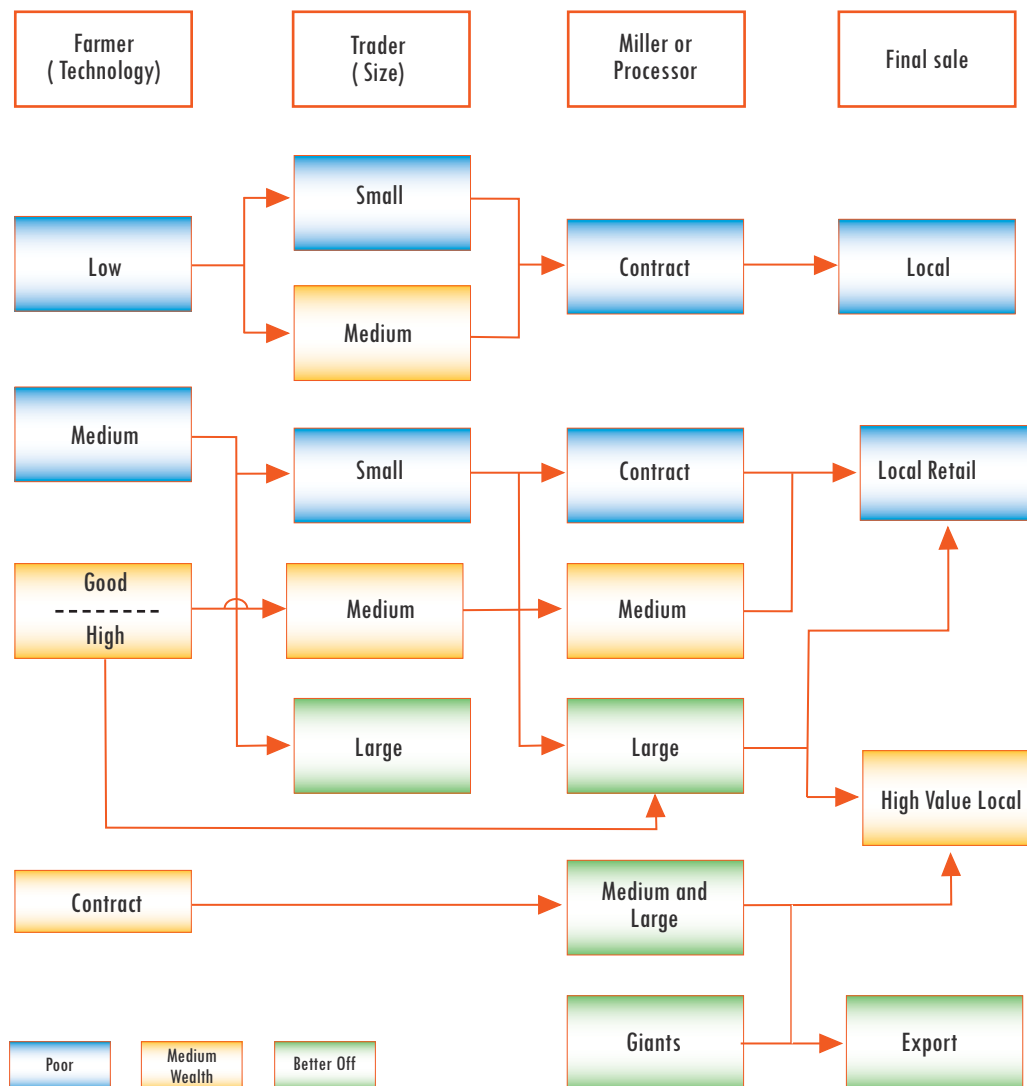 Farmer
( Technology)
Trader
( Size)
Miller or
Processor
Final sale
Small
Low
Contract
Local
Medium
Medium
Small
Contract
Local Retail
Good
High
Medium
Medium
Large
Large
High Value Local
Contract
Medium and
Large
Giants
Export
Poor
Medium
Wealth
Better Off